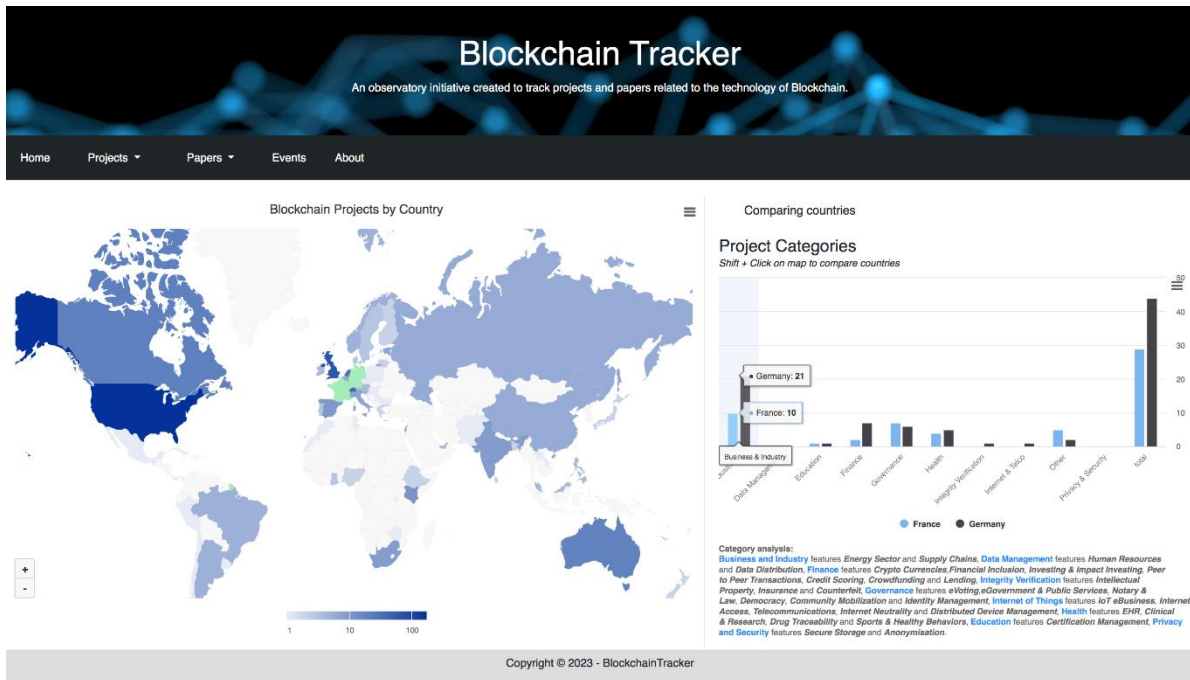 Blockchain Tracker
An observatory initiative created to track projects and papers related to the technology of Blockchain.
Home Projects Papers Events About
Blockchain Projects by Country
Comparing countries
Project Categories
Shift + Click on map to compare countries
50
40
30
20
10
0
Germany: 21
France: 10
Business & Industry
Education
Finance
Governance
Health
Integrity Verification
Internet & Telco
Other
Privacy & Security
total
France Germany
Category analysis:
Business and Industry features Energy Sector and Supply Chains, Data Management features Human Resources
and Data Distribution, Finance features Crypto Currencies,Financial Inclusion, Investing & Impact Investing, Peer
to Peer Transactions, Credit Scoring, Crowdfunding and Lending, Integrity Verification features Intellectual
Property, Insurance and Counterfeit, Governance features eVoting,eGovernment & Public Services, Notary &
Law, Democracy, Community Mobilization and Identity Management, Internet of Things features IoT eBusiness, internet
Access, Telecommunications, Internet Neutrality and Distributed Device Management, Health features EHR, Clinical
& Research, Drug Traceability and Sports & Healthy Behaviors, Education features Certification Management, Privacy
and Security features Secure Storage and Anonymisation.
+
-
1 10 100
Copyright © 2023 - BlockchainTracker